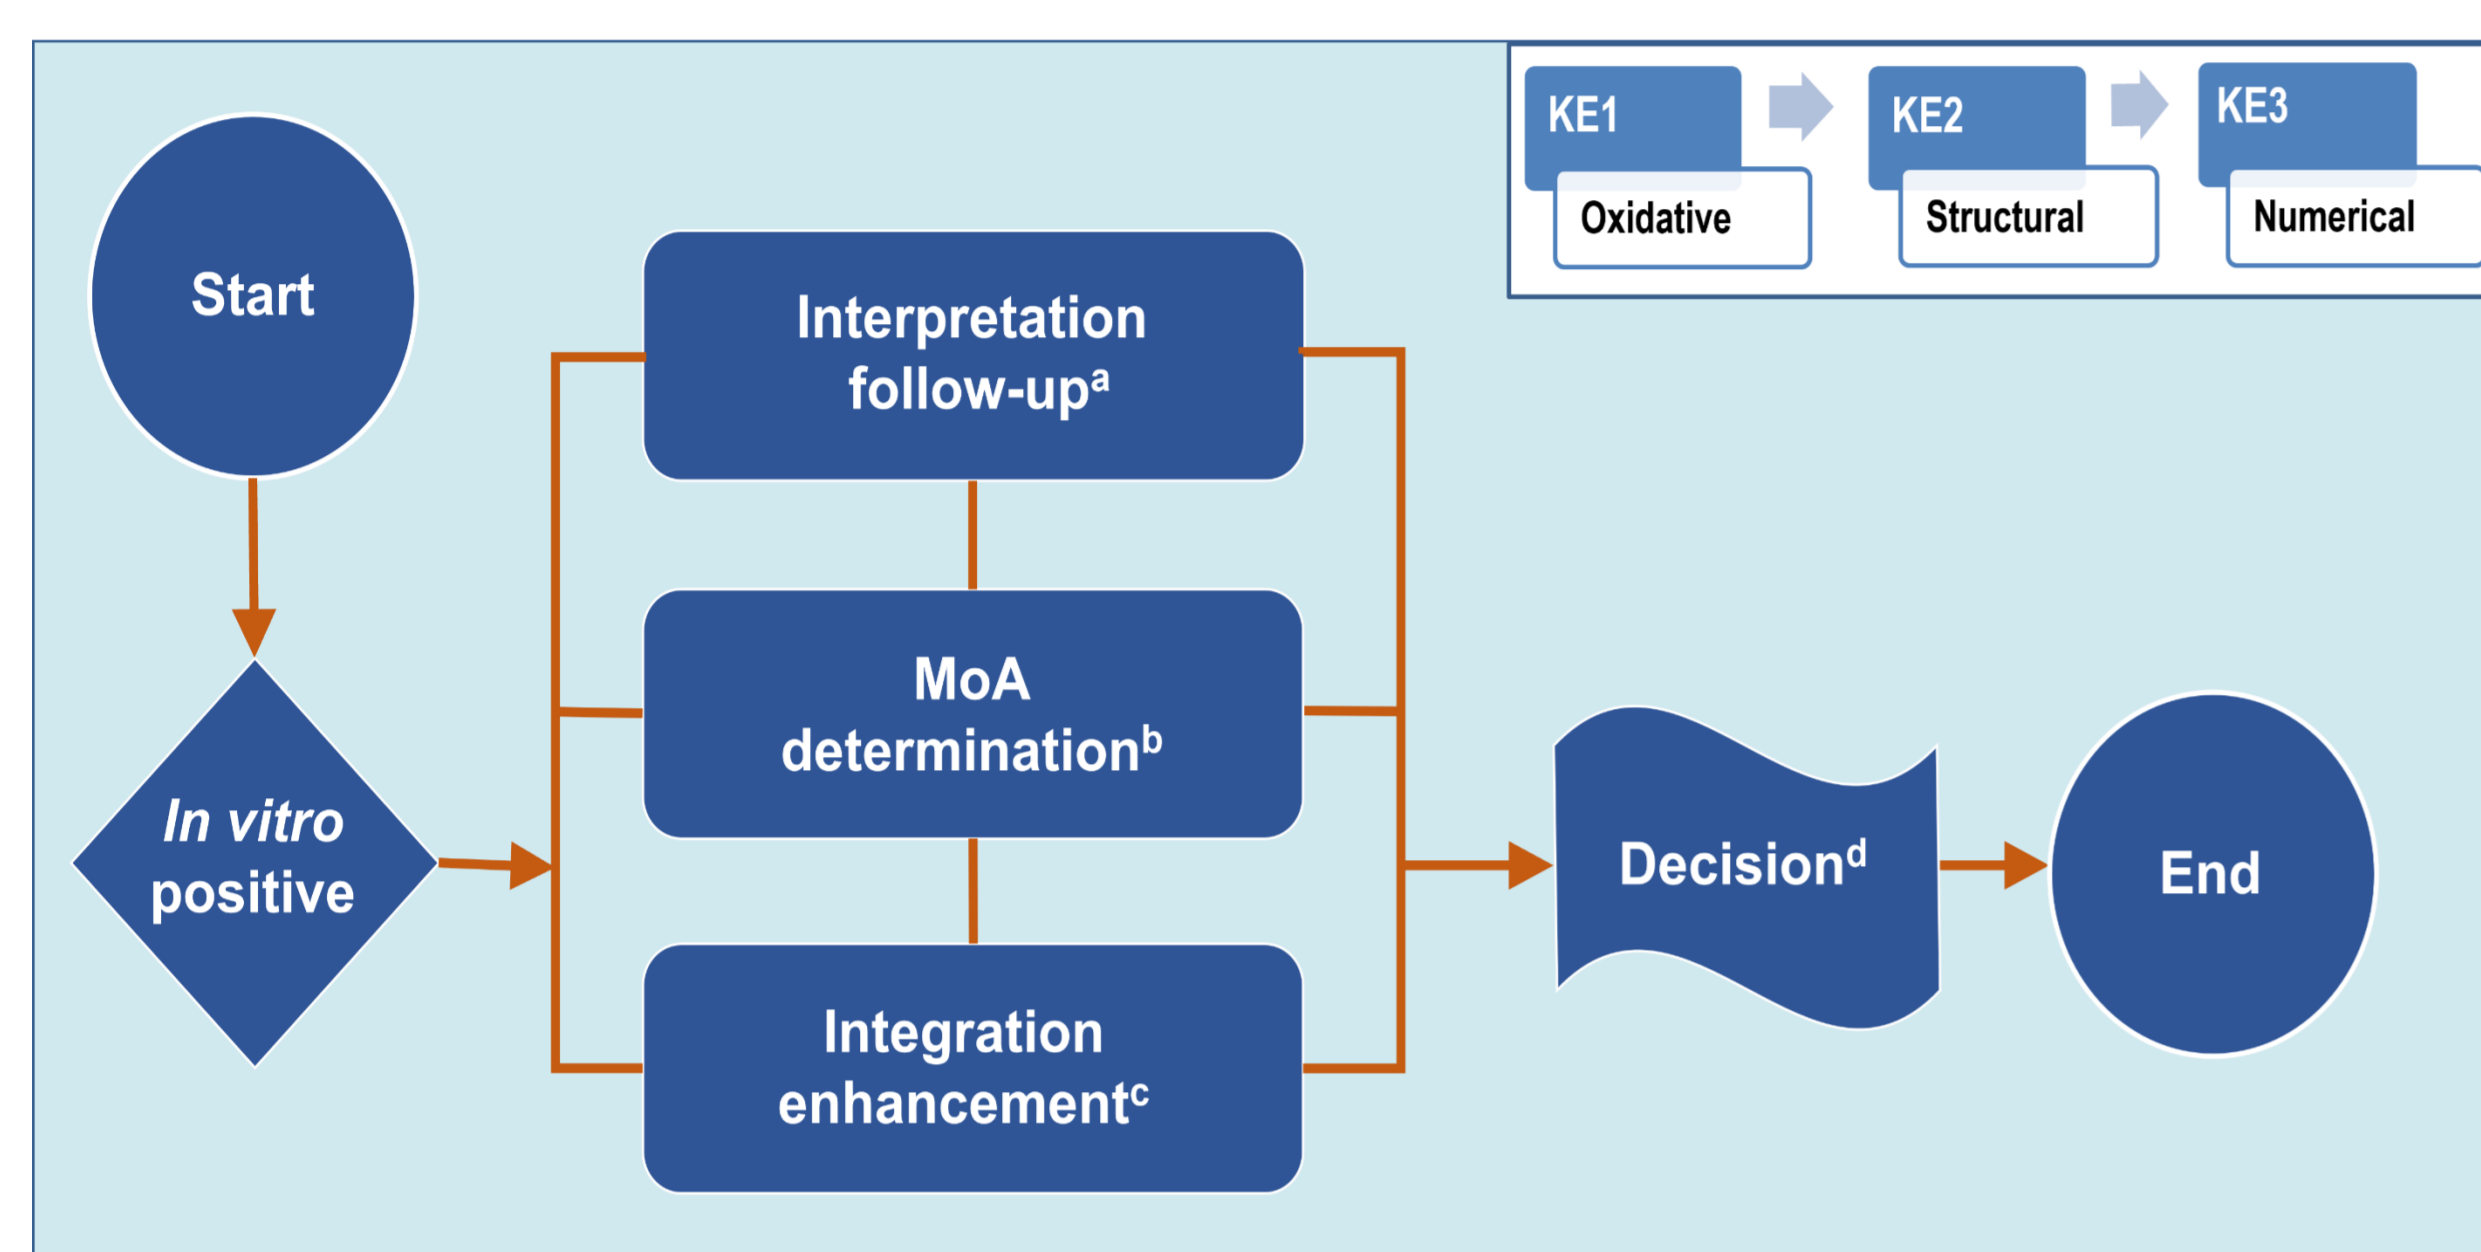 KE1
KE2
KE3
Oxidative
Structural
Numerical
Start
Interpretation
follow-upᵃ
MoA
determinationᵇ
In vitro
positive
Integration
enhancementᶜ
Decisionᵈ
End